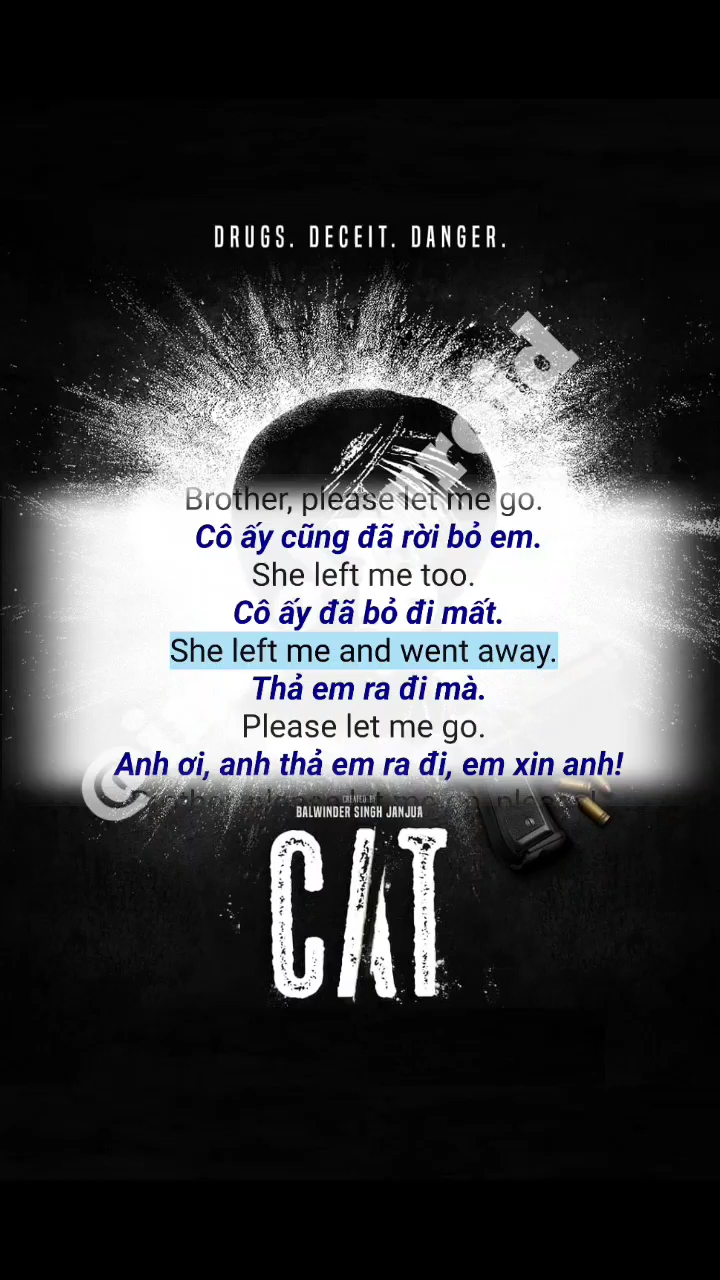 DRUGS. DECEIT. DANGER.
Brother, please let me go.
Cô ấy cũng đã rời bỏ em.
She left me too.
Cô ấy đã bỏ đi mất.
She left me and went away.
Thả em ra đi mà.
Please let me go.
Anh ơi, anh thả em ra đi, em xin anh!
CREATED BY
BALWINDER SINGH JANJUA
CAT